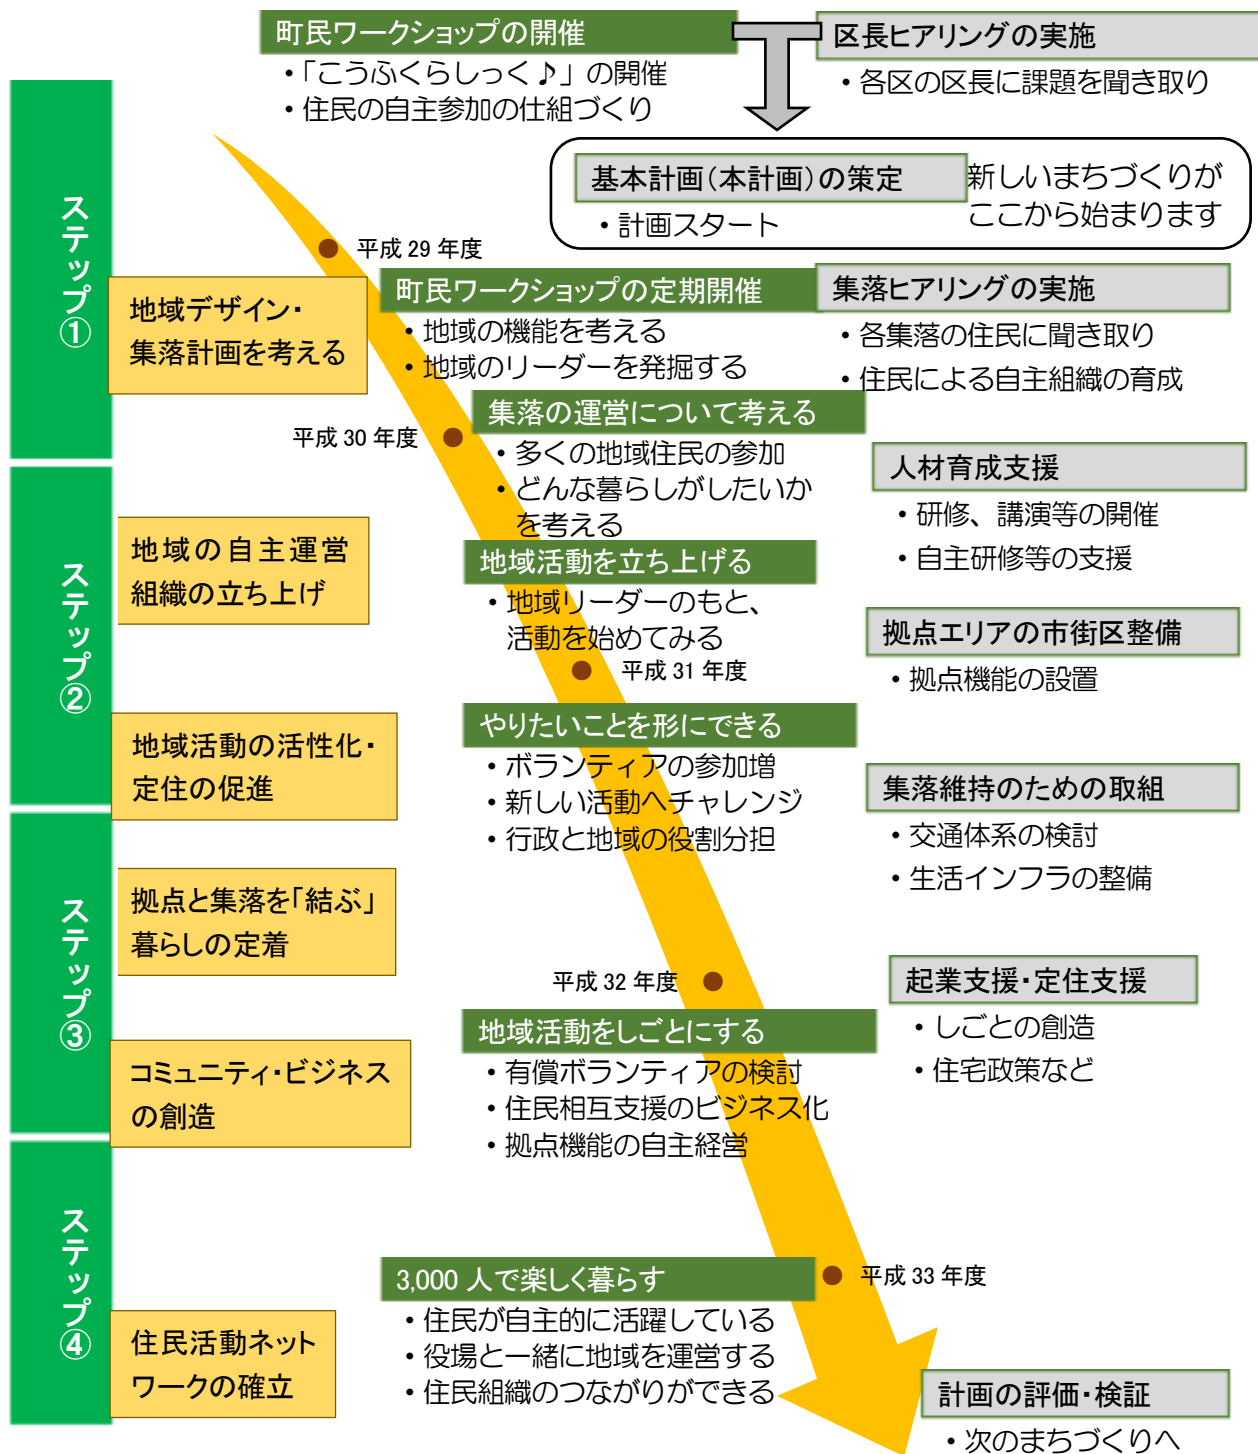 町民ワークショップの開催
・「こうふくらしっく♪」の開催
・住民の自主参加の仕組づくり
区長ヒアリングの実施
・各区の区長に課題を聞き取り
基本計画(本計画)の策定
・計画スタート
新しいまちづくりが
ここから始まります
ステップ①
平成 29 年度
地域デザイン・
集落計画を考える
町民ワークショップの定期開催
・地域の機能を考える
・地域のリーダーを発掘する
集落ヒアリングの実施
・各集落の住民に聞き取り
・住民による自主組織の育成
平成 30 年度
集落の運営について考える
・多くの地域住民の参加
・どんな暮らしがしたいか
を考える
人材育成支援
・研修、講演等の開催
・自主研修等の支援
ステップ②
地域の自主運営
組織の立ち上げ
地域活動を立ち上げる
・地域リーダーのもと、
活動を始めてみる
平成 31 年度
拠点エリアの市街区整備
・拠点機能の設置
地域活動の活性化・
定住の促進
やりたいことを形にできる
・ボランティアの参加増
・新しい活動へチャレンジ
・行政と地域の役割分担
集落維持のための取組
・交通体系の検討
・生活インフラの整備
ステップ③
拠点と集落を「結ぶ」
暮らしの定着
平成 32 年度
起業支援・定住支援
・しごとの創造
・住宅政策など
コミュニティ・ビジネス
の創造
地域活動をしごとにする
・有償ボランティアの検討
・住民相互支援のビジネス化
・拠点機能の自主経営
ステップ④
平成 33 年度
住民活動ネット
ワークの確立
3,000 人で楽しく暮らす
・住民が自主的に活躍している
・役場と一緒に地域を運営する
・住民組織のつながりができる
計画の評価・検証
・次のまちづくりへ